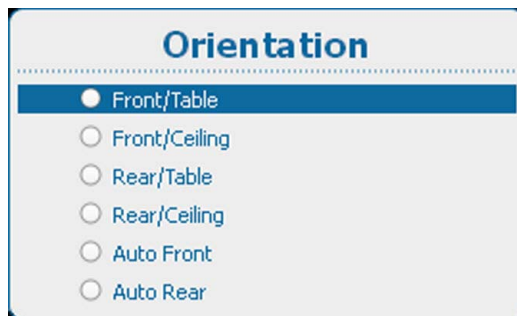 Orientation
Front/Table
Front/Ceiling
Rear/Table
Rear/Ceiling
Auto Front
Auto Rear